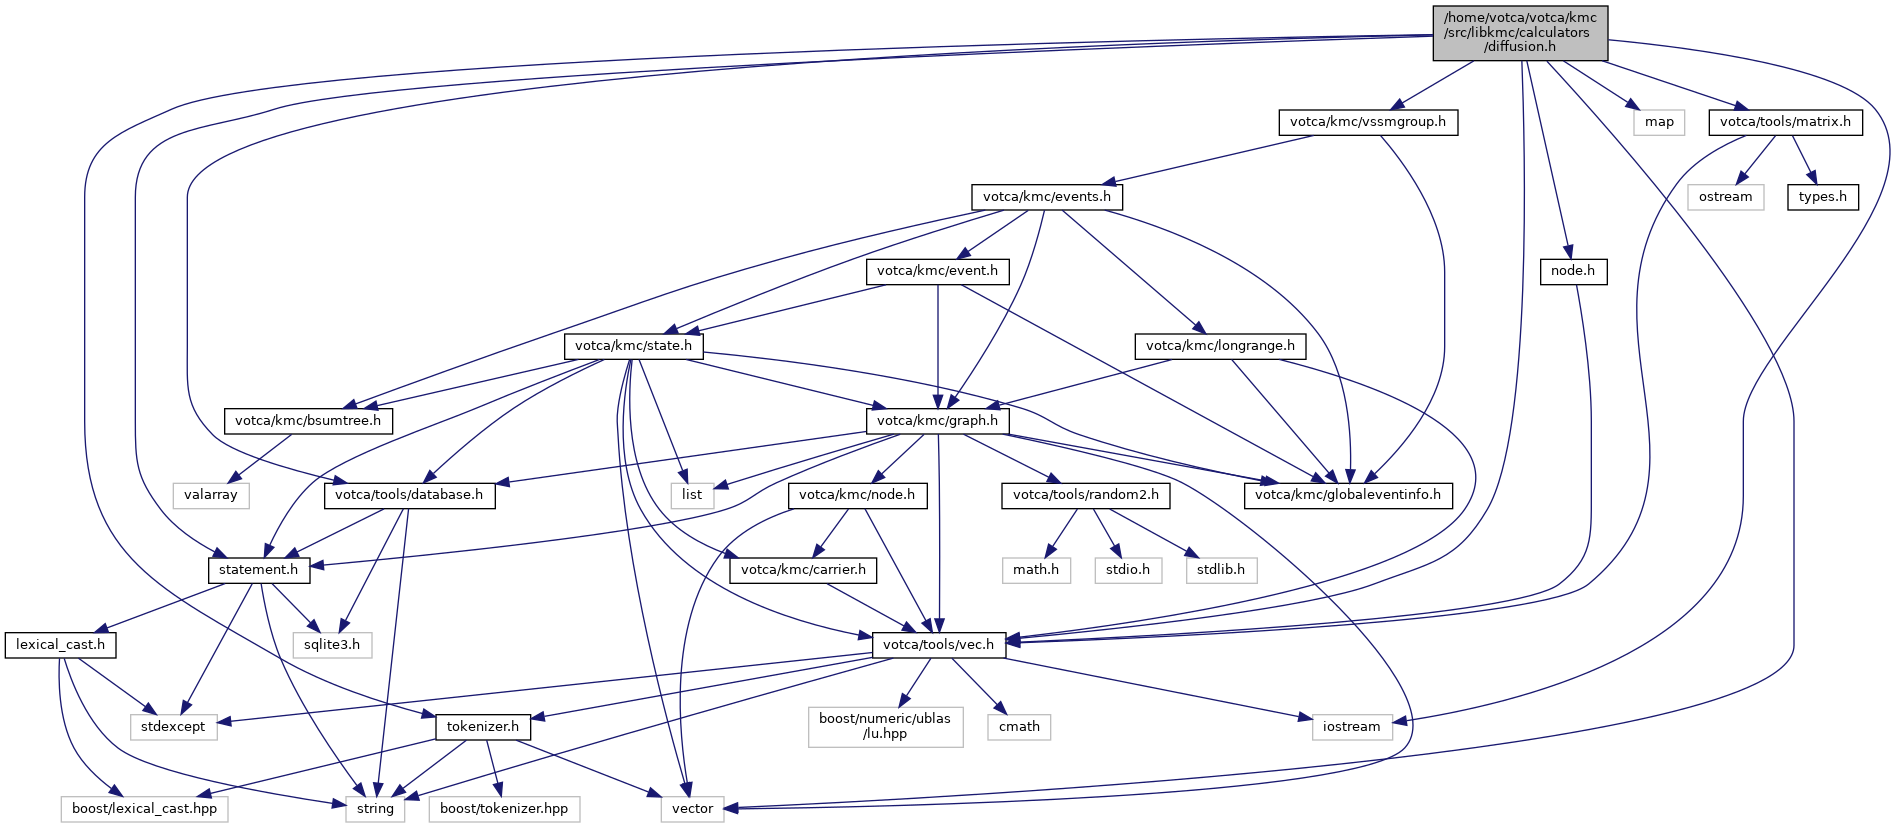 /home/votca/votca/kmc
/src/libkmc/calculators
/diffusion.h
votca/kmc/vssmgroup.h
map
votca/tools/matrix.h
votca/kmc/events.h
ostream
types.h
votca/kmc/event.h
node.h
votca/kmc/state.h
votca/kmc/longrange.h
votca/kmc/bsumtree.h
votca/kmc/graph.h
valarray
votca/tools/database.h
list
votca/kmc/node.h
votca/tools/random2.h
votca/kmc/globaleventinfo.h
statement.h
votca/kmc/carrier.h
math.h
stdio.h
stdlib.h
lexical_cast.h
sqlite3.h
votca/tools/vec.h
stdexcept
tokenizer.h
boost/numeric/ublas
/lu.hpp
cmath
iostream
boost/lexical_cast.hpp
string
boost/tokenizer.hpp
vector